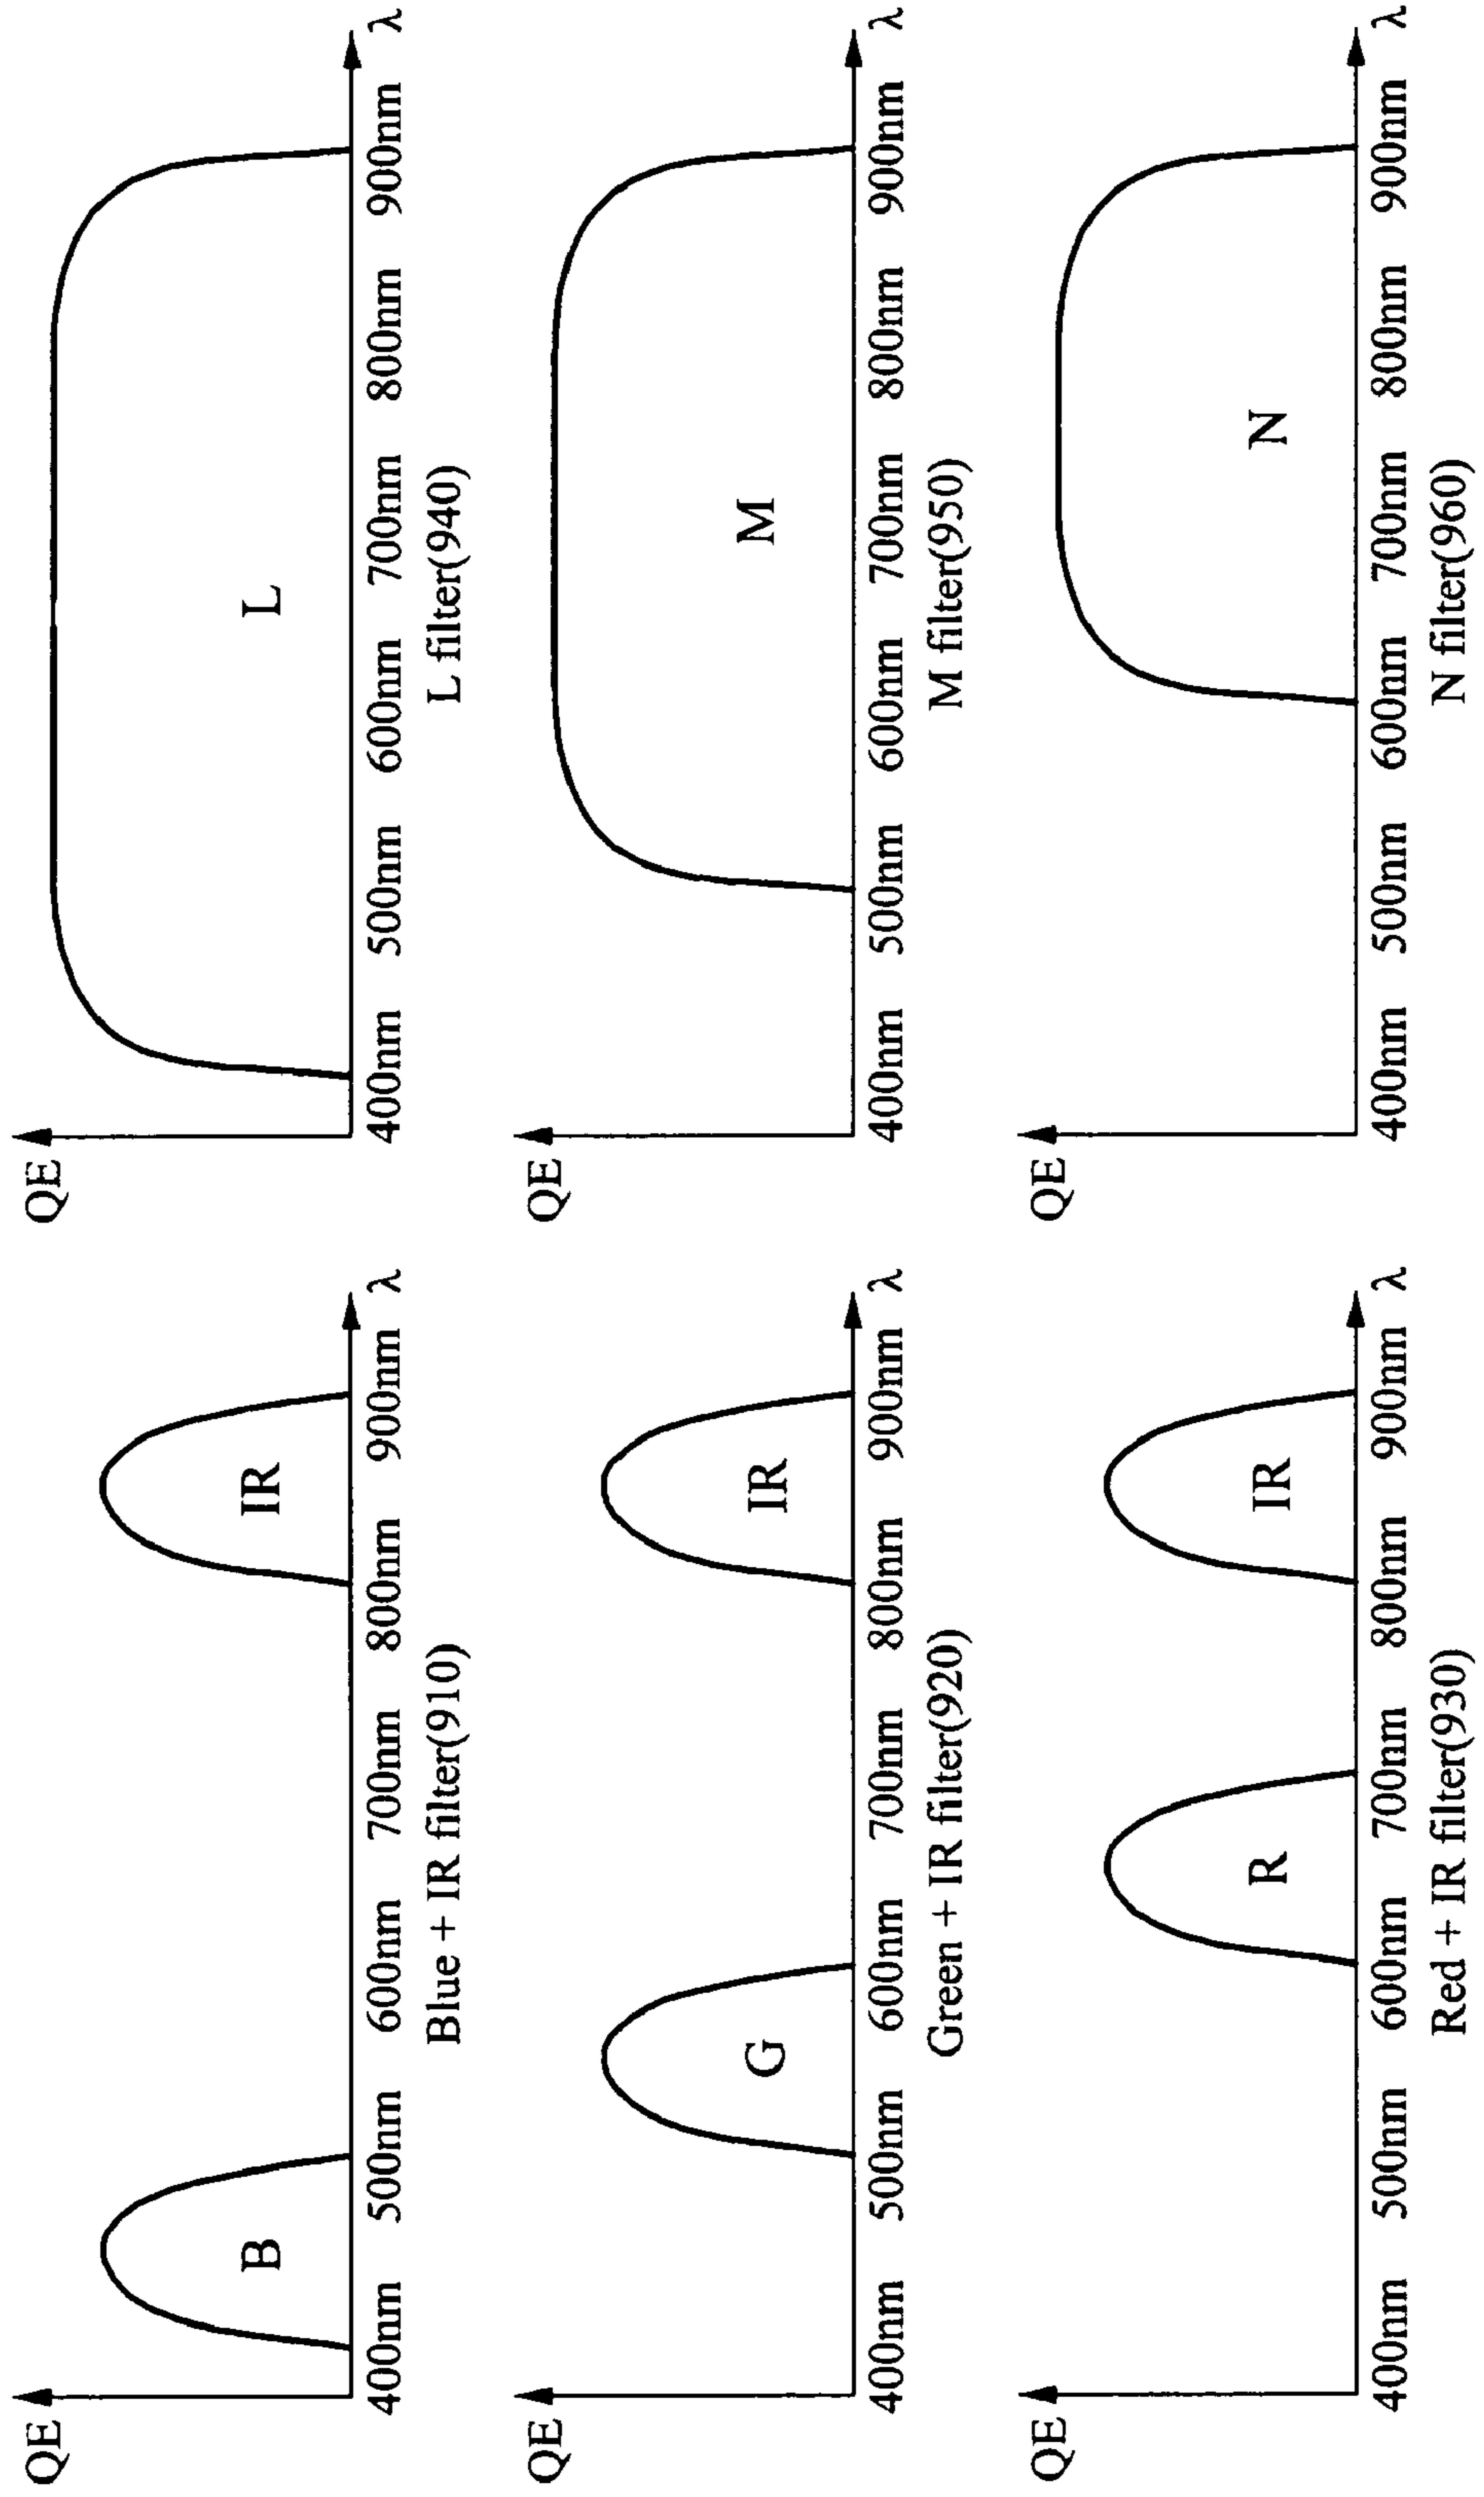 QE
B
IR
λ
400nm 500nm 600nm 700nm 800nm 900nm
Blue + IR filter(910)
QE
G
IR
λ
400nm 500nm 600nm 700nm 800nm 900nm
Green + IR filter(920)
QE
R
IR
λ
400nm 500nm 600nm 700nm 800nm 900nm
Red + IR filter(930)
QE
L
λ
400nm 500nm 600nm 700nm 800nm 900nm
L filter(940)
QE
M
λ
400nm 500nm 600nm 700nm 800nm 900nm
M filter(950)
QE
N
λ
400nm 500nm 600nm 700nm 800nm 900nm
N filter(960)